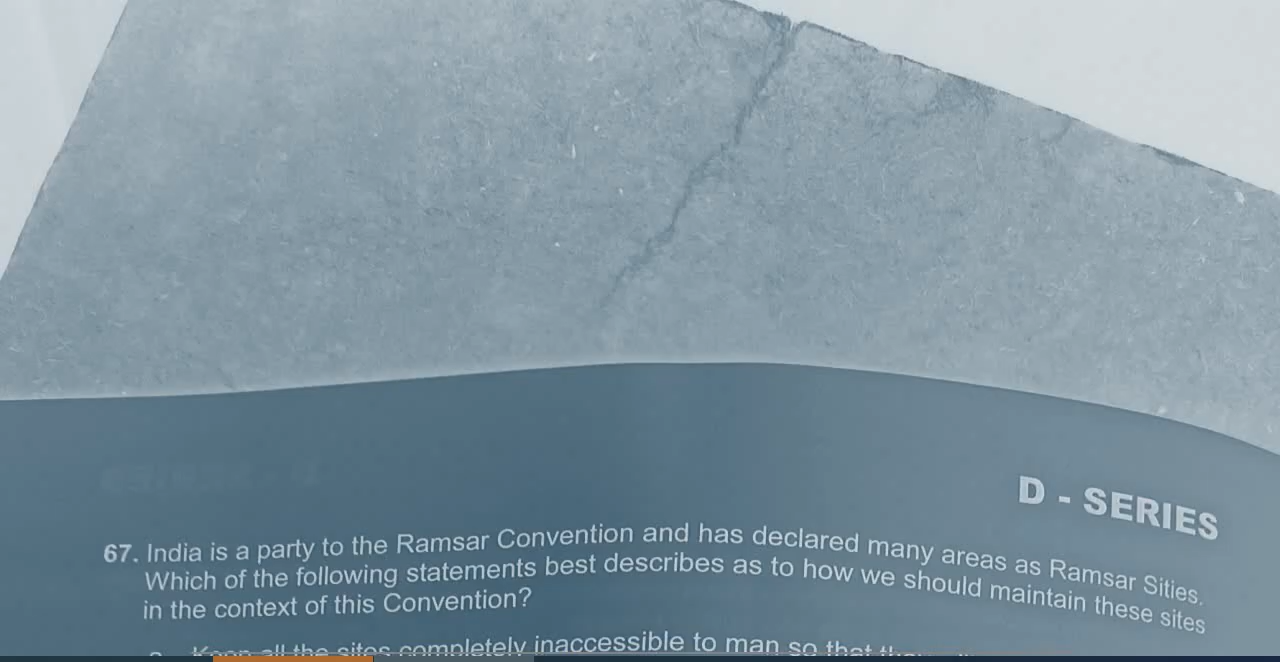 D - SERIES
67. India is a party to the Ramsar Convention and has declared many areas as Ramsar Sities.
Which of the following statements best describes as to how we should maintain these sites
in the context of this Convention?
Keep all the sites completely inaccessible to man so that